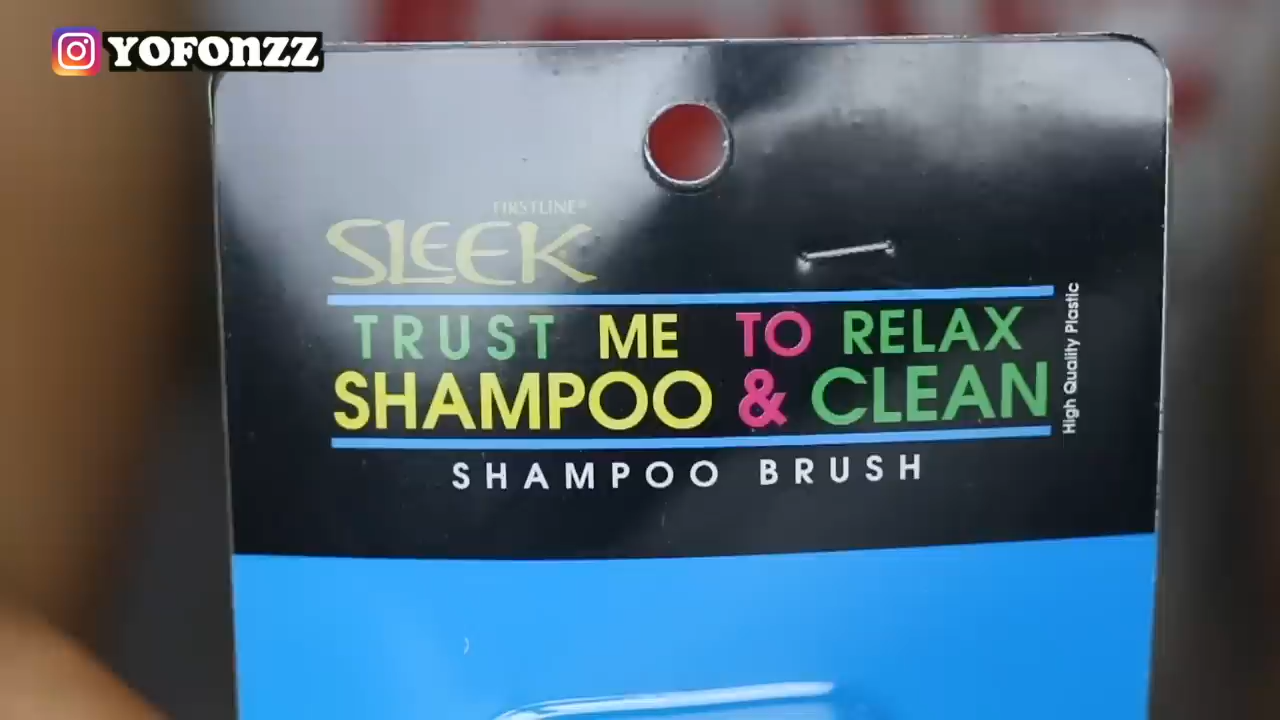 YOFONZZ
FIRSTLINE®
SLEEK
TRUST ME TO RELAX
SHAMPOO & CLEAN
High Quality Plastic
SHAMPOO BRUSH